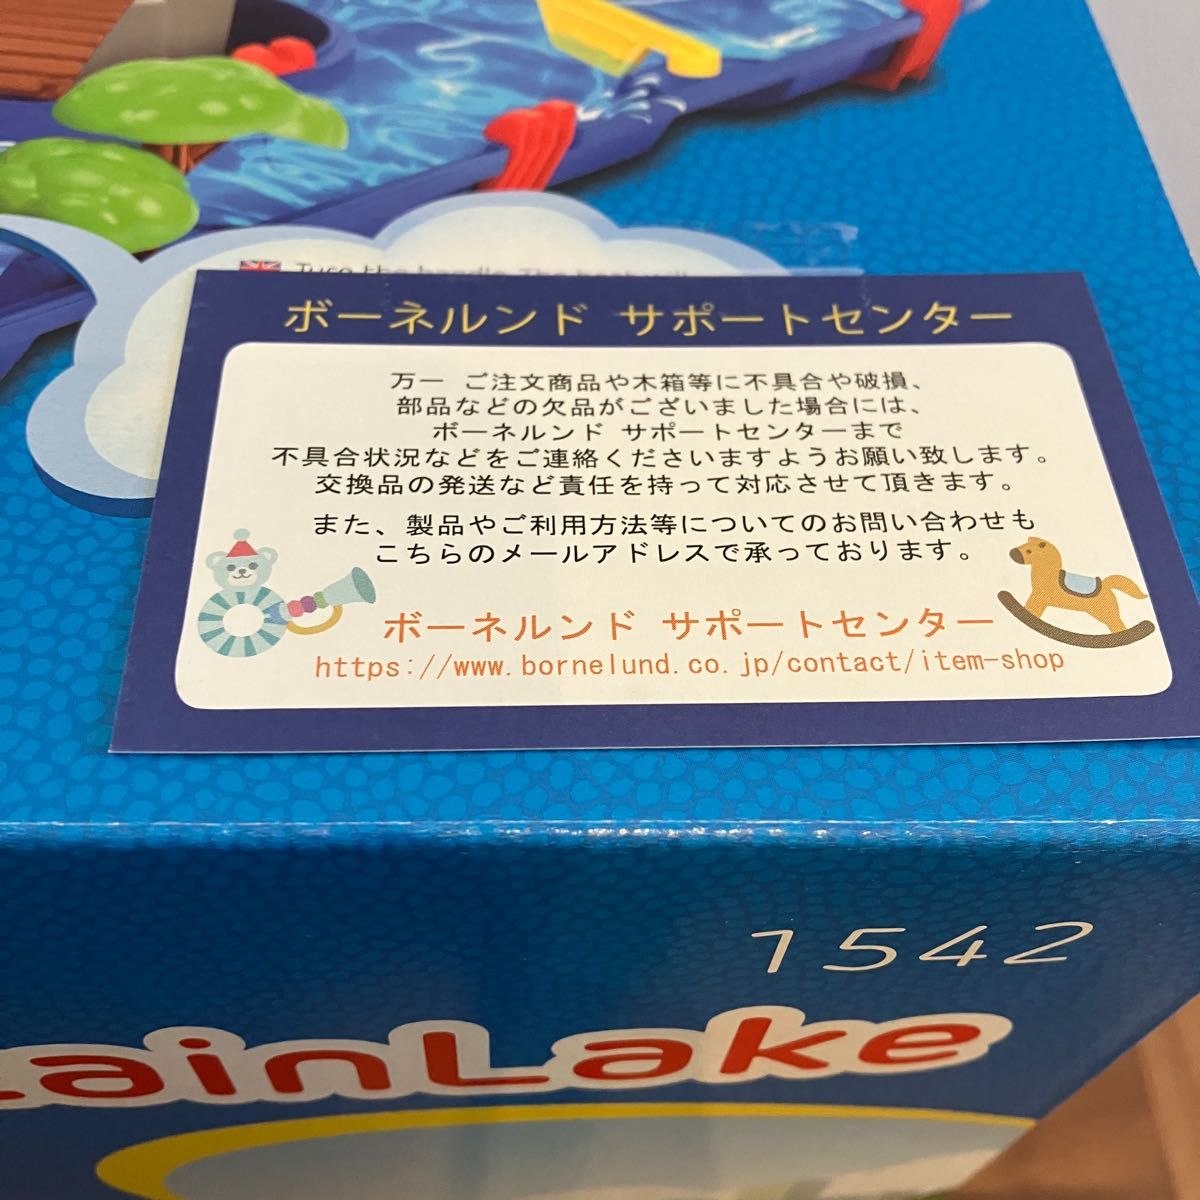 Turn the handle. The boat will
ボーネルンド サポートセンター
万一 ご注文商品や木箱等に不具合や破損、
部品などの欠品がございました場合には、
ボーネルンド サポートセンターまで
不具合状況などをご連絡くださいますようお願い致します。
交換品の発送など責任を持って対応させて頂きます。
また、製品やご利用方法等についてのお問い合わせも
こちらのメールアドレスで承っております。
ボーネルンド サポートセンター
https://www.bornelund.co.jp/contact/item-shop
1542
ainLake